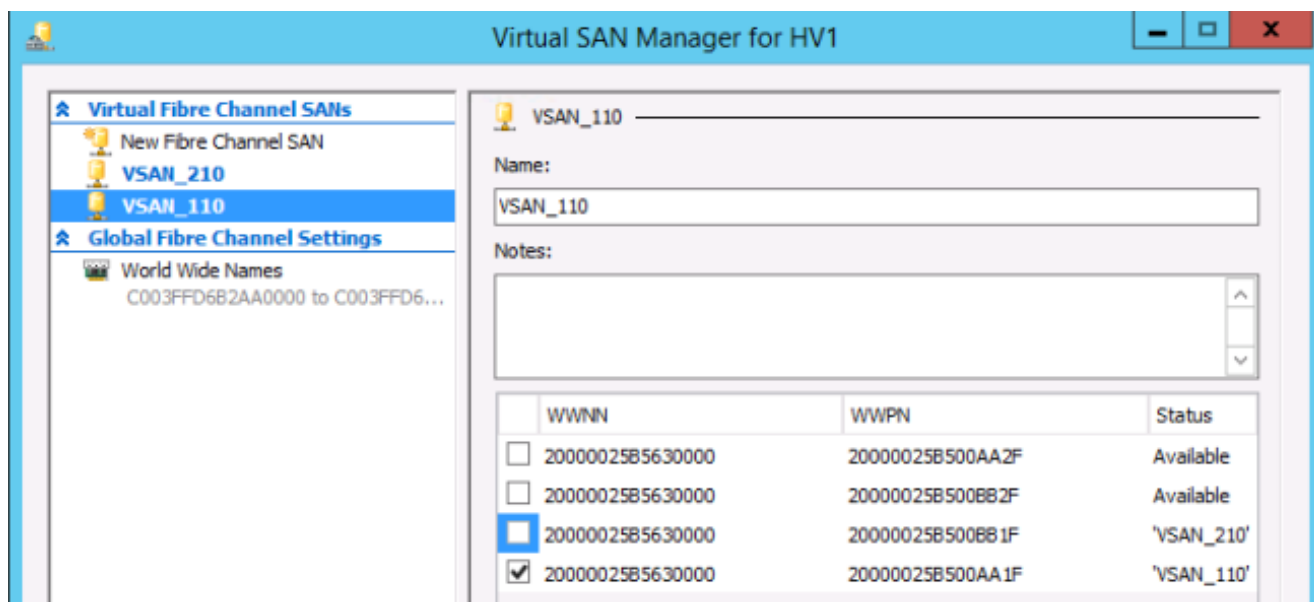 Virtual SAN Manager for HV1
Virtual Fibre Channel SANs
New Fibre Channel SAN
VSAN_210
VSAN_110
Global Fibre Channel Settings
World Wide Names
C003FFD6B2AA0000 to C003FFD6...
VSAN_110
Name:
VSAN_110
Notes:
WWNN WWPN Status
20000025B5630000 20000025B500AA2F Available
20000025B5630000 20000025B500BB2F Available
20000025B5630000 20000025B500BB1F 'VSAN_210'
20000025B5630000 20000025B500AA1F 'VSAN_110'